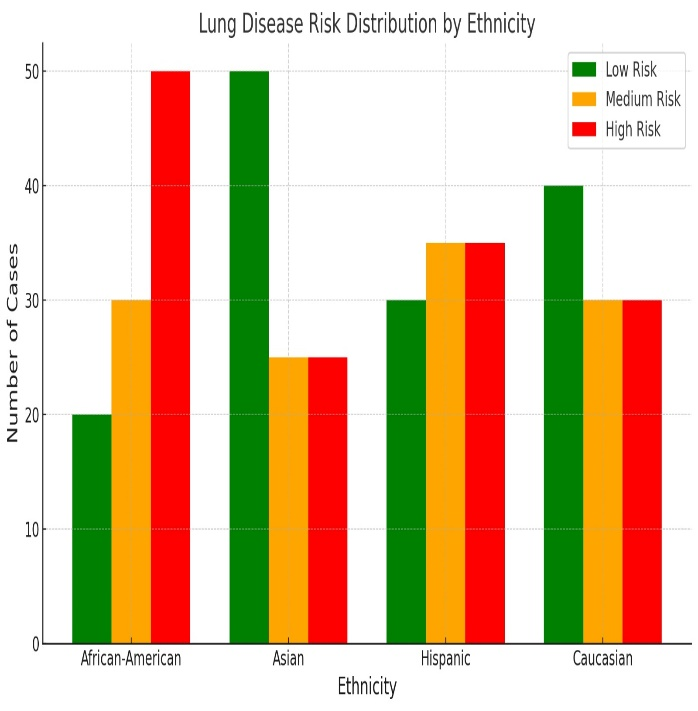 Lung Disease Risk Distribution by Ethnicity
Low Risk
Medium Risk
High Risk
Number of Cases
50
40
30
20
10
0
African-American
Asian
Hispanic
Caucasian
Ethnicity